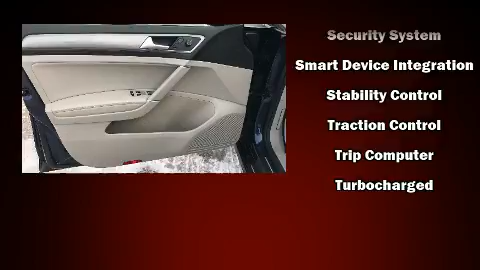 Security System
Smart Device Integration
Stability Control
Traction Control
Trip Computer
Turbocharged